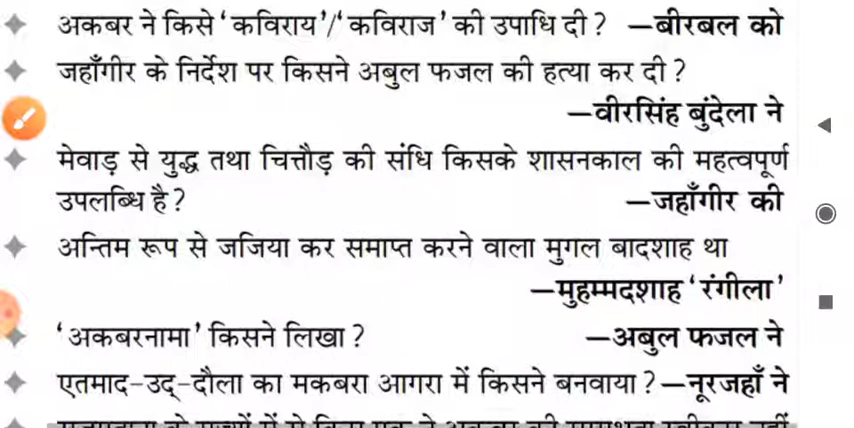 अकबर ने किसे ‘कविराय’/‘कविराज’ की उपाधि दी? —बीरबल को
जहाँगीर के निर्देश पर किसने अबुल फजल की हत्या कर दी?
—वीरसिंह बुंदेला ने
मेवाड़ से युद्ध तथा चित्तौड़ की संधि किसके शासनकाल की महत्वपूर्ण
उपलब्धि है? —जहाँगीर की
अन्तिम रूप से जजिया कर समाप्त करने वाला मुगल बादशाह था
—मुहम्मदशाह ‘रंगीला’
‘अकबरनामा’ किसने लिखा? —अबुल फजल ने
एतमाद-उद्-दौला का मकबरा आगरा में किसने बनवाया?—नूरजहाँ ने